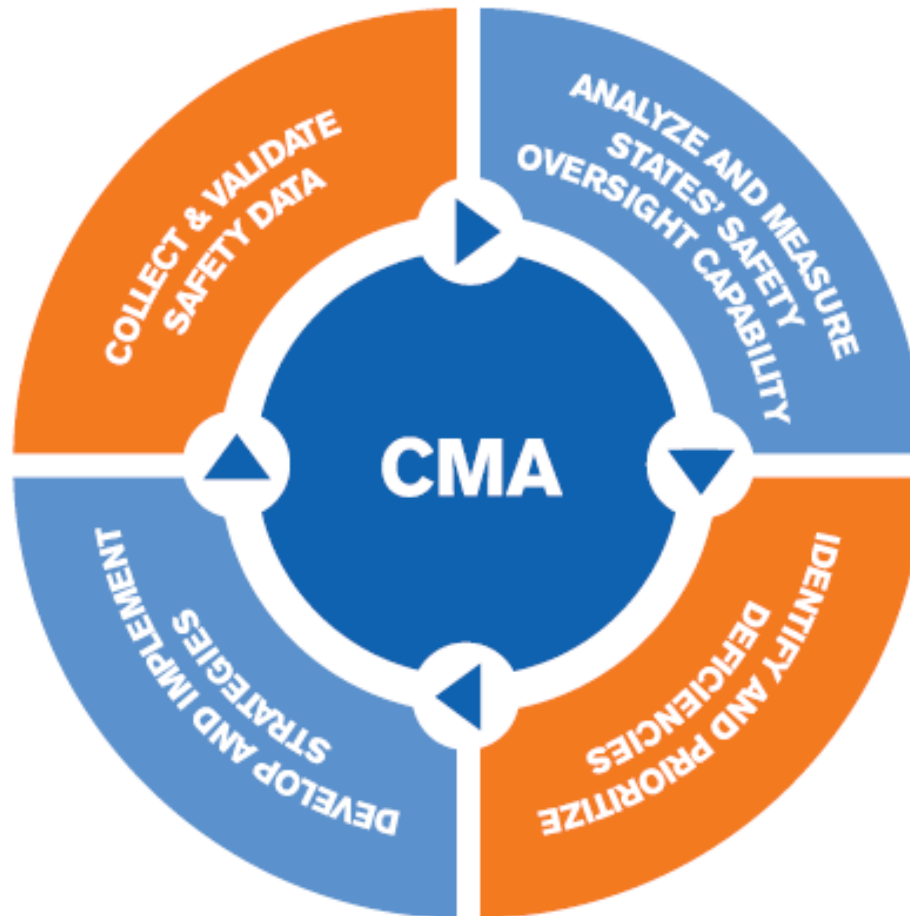 COLLECT & VALIDATE
SAFETY DATA
ANALYZE AND MEASURE
STATES' SAFETY
OVERSIGHT CAPABILITY
CMA
IDENTIFY AND PRIORITIZE
DEFICIENCIES
DEVELOP AND IMPLEMENT
STRATEGIES